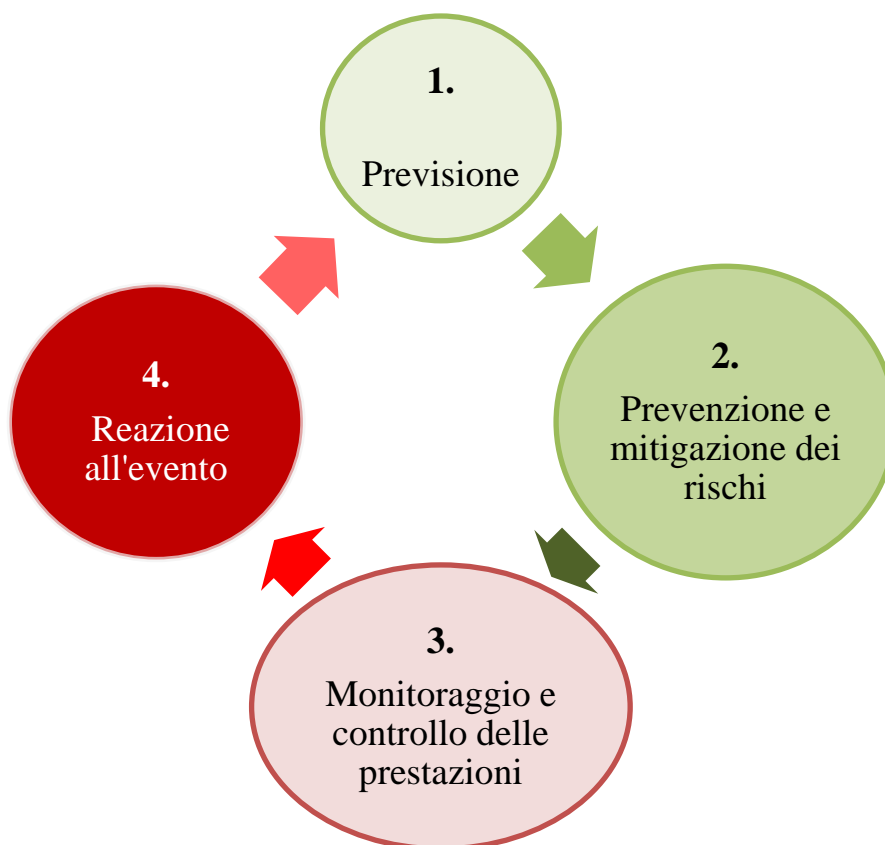 1.
Previsione
2.
Prevenzione e
mitigazione dei
rischi
3.
Monitoraggio e
controllo delle
prestazioni
4.
Reazione
all'evento